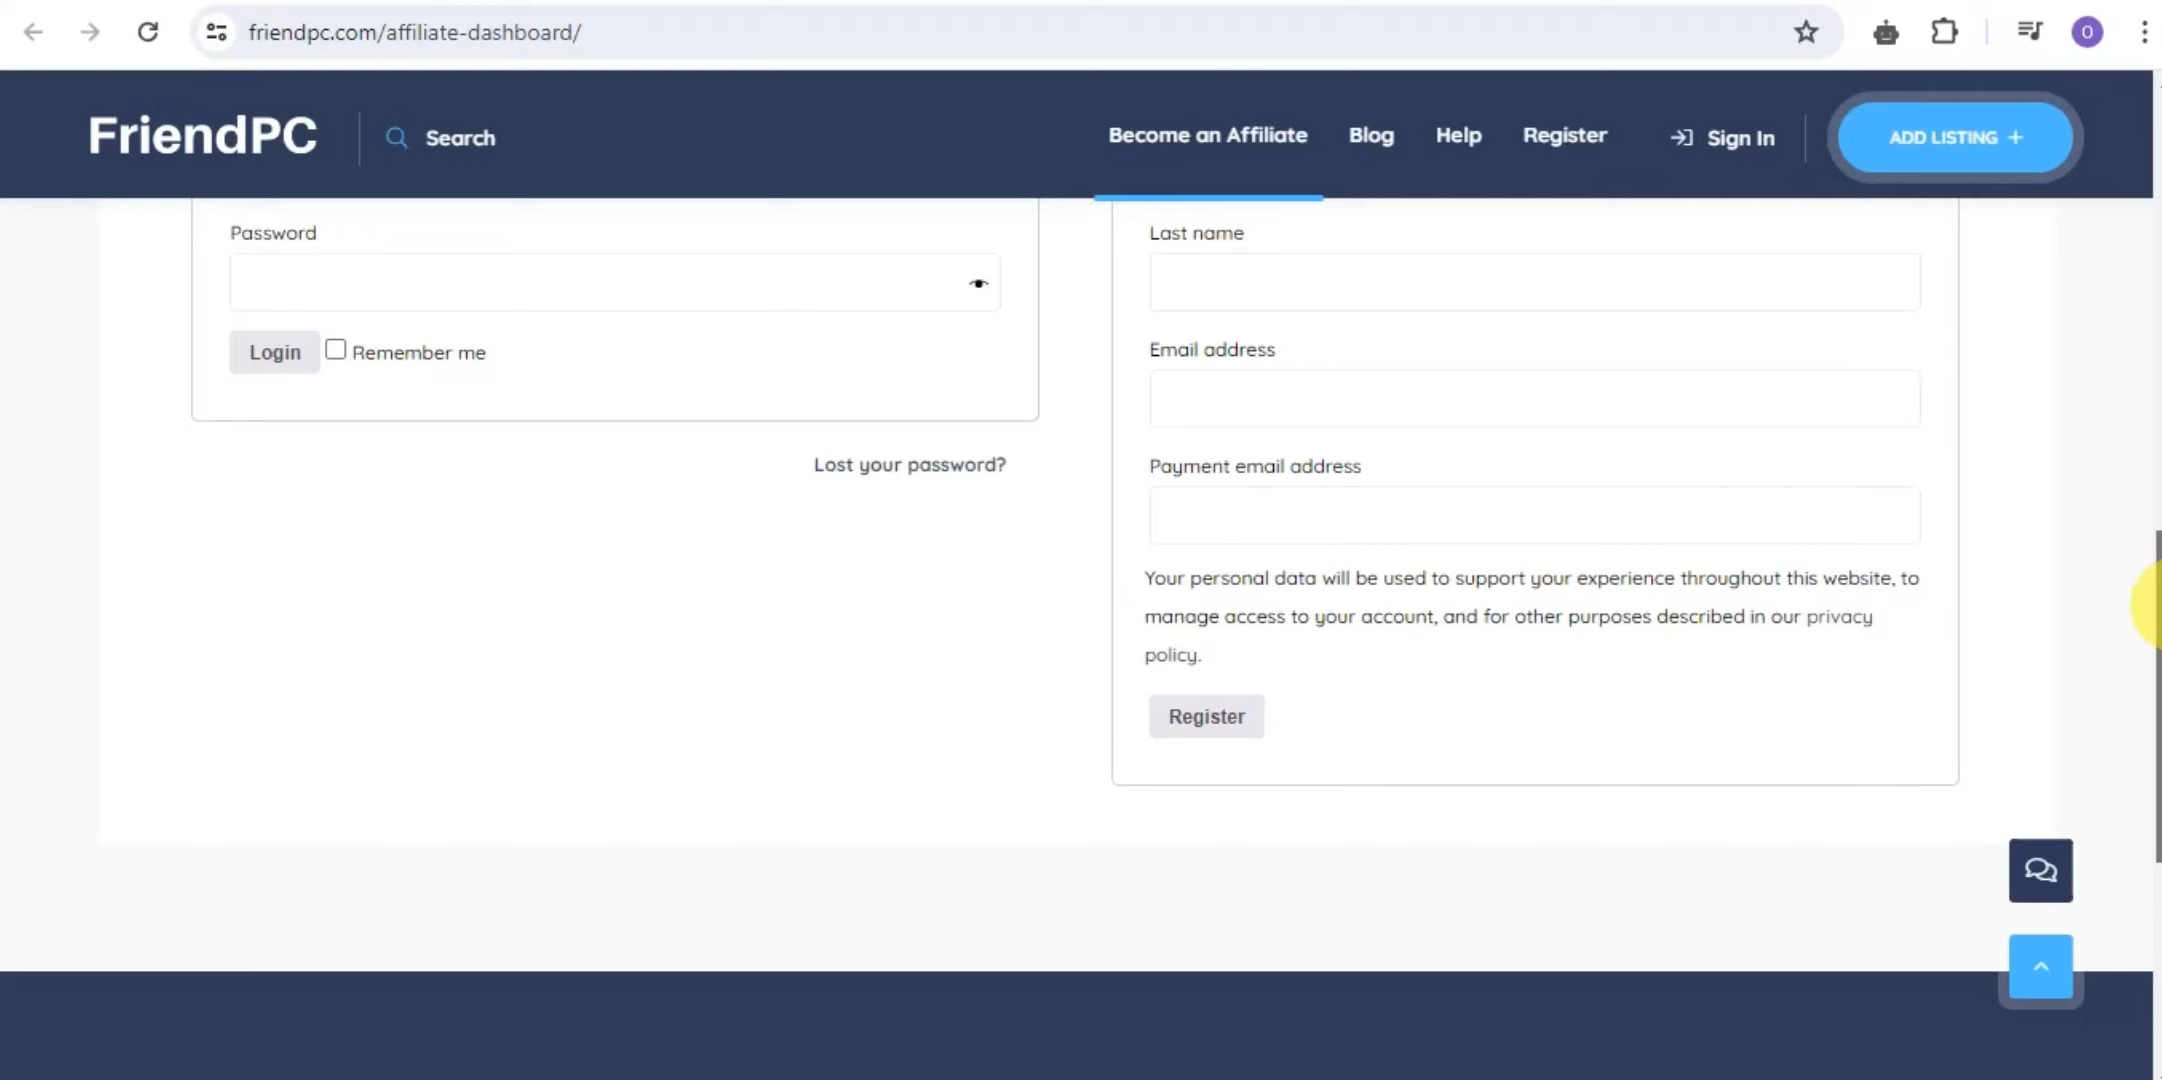 friendpc.com/affiliate-dashboard/
O
FriendPC
Search
Become an Affiliate
Blog
Help
Register
Sign In
ADD LISTING +
Password
Login
Remember me
Lost your password?
Last name
Email address
Payment email address
Your personal data will be used to support your experience throughout this website, to
manage access to your account, and for other purposes described in our privacy
policy.
Register